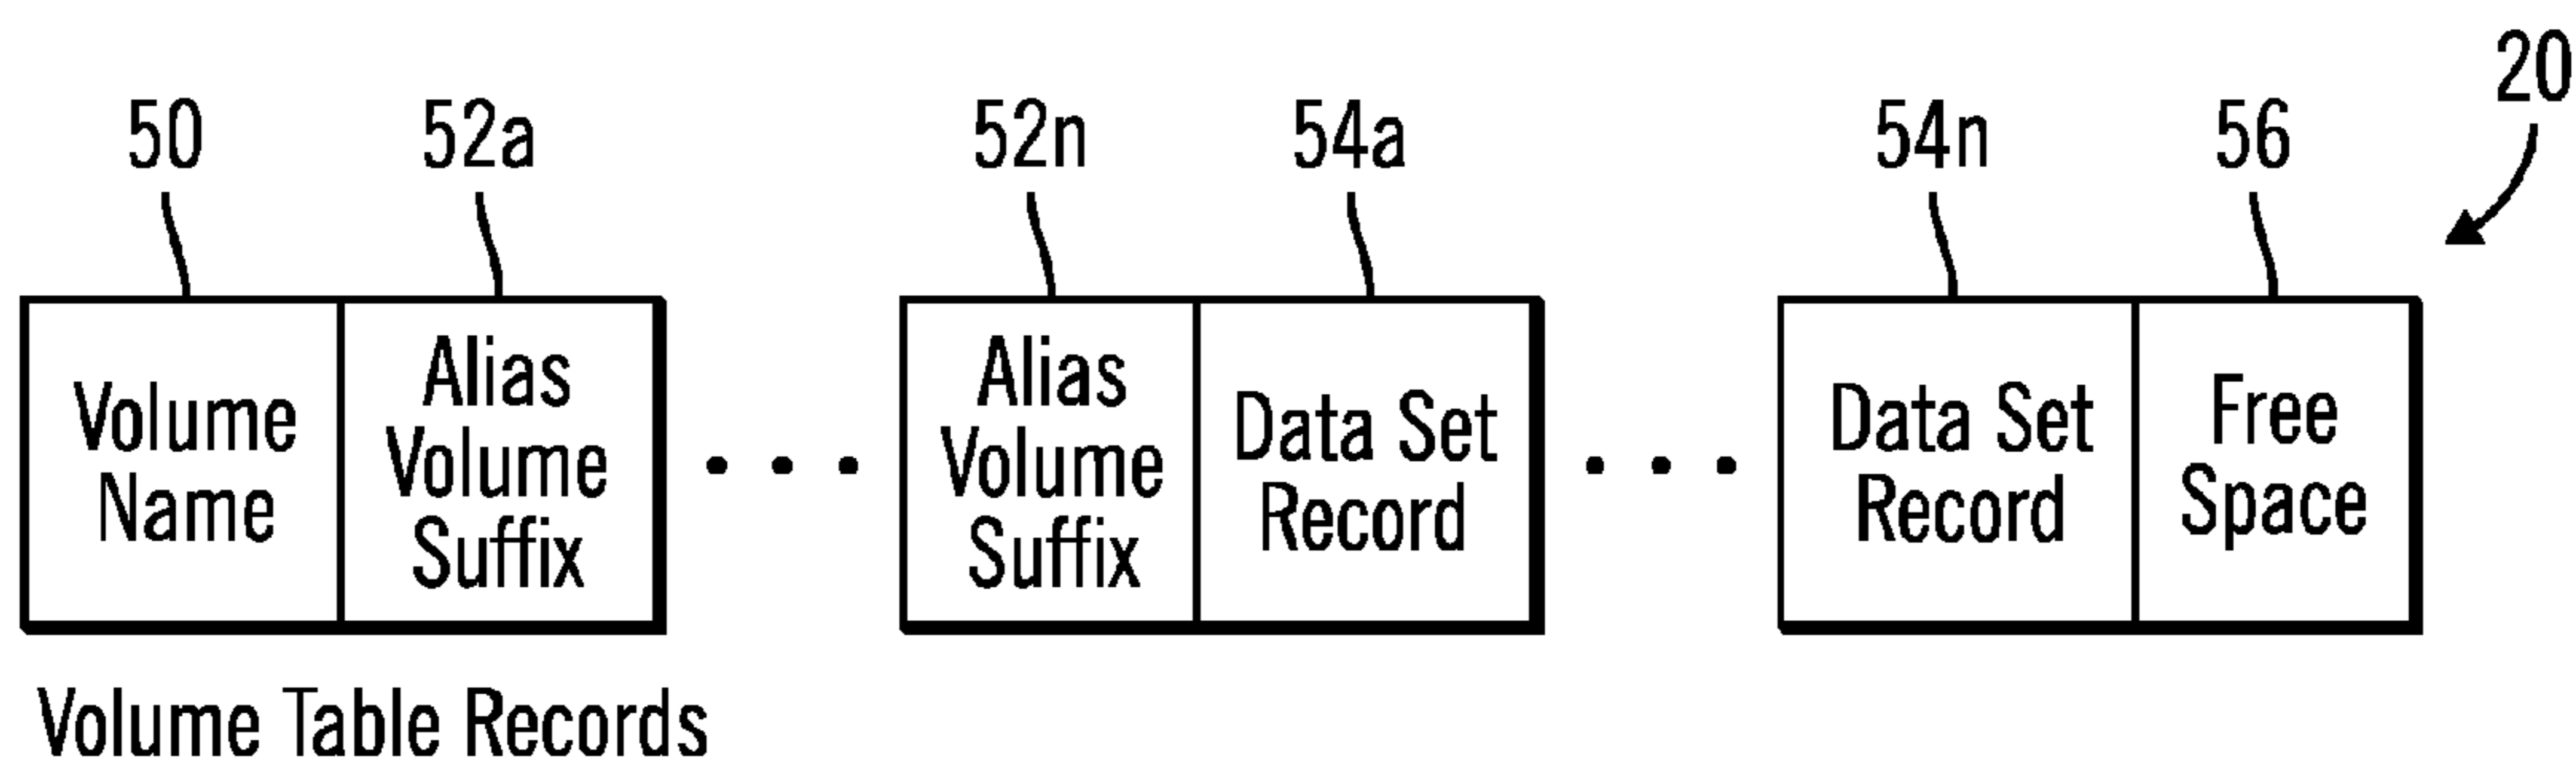 20
50 52a 52n 54a 54n 56
Volume
Name
Alias
Volume
Suffix
. . .
Alias
Volume
Suffix
Data Set
Record
. . .
Data Set
Record
Free
Space
Volume Table Records